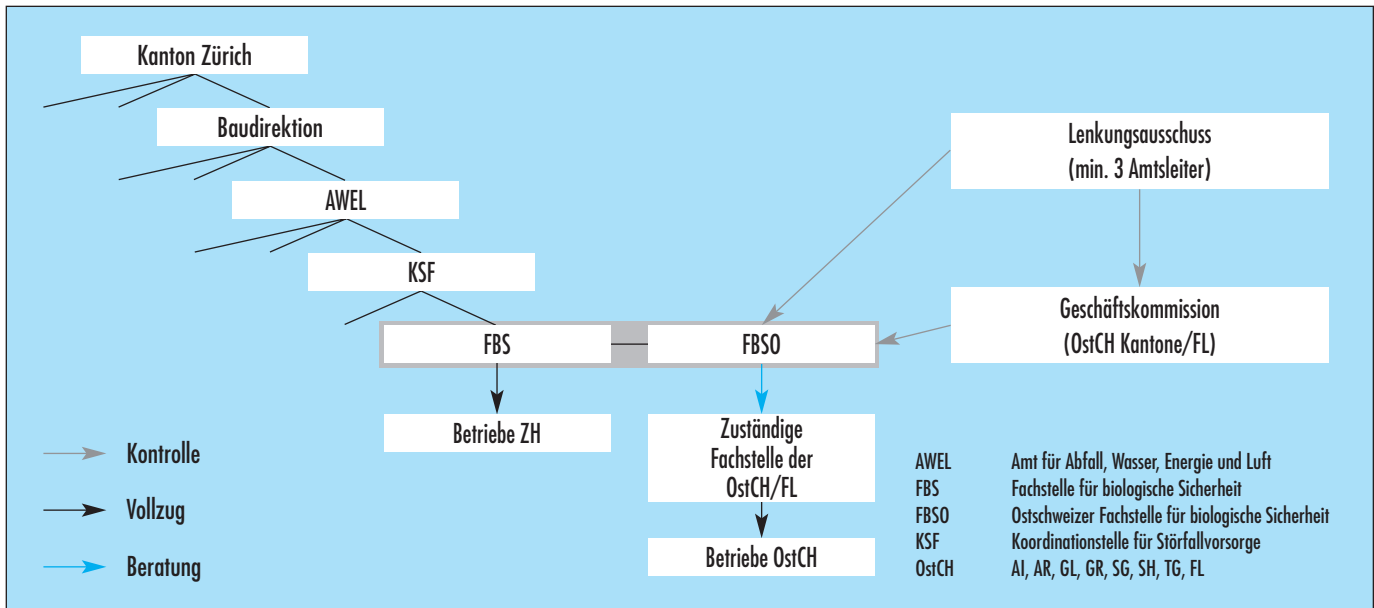 Kanton Zürich
Baudirektion
AWEL
KSF
FBS
FBSO
Lenkungsausschuss
(min. 3 Amtsleiter)
Geschäftskommission
(OstCH Kantone/FL)
Betriebe ZH
Zuständige
Fachstelle der
OstCH/FL
Betriebe OstCH
Kontrolle
Vollzug
Beratung
AWEL Amt für Abfall, Wasser, Energie und Luft
FBS Fachstelle für biologische Sicherheit
FBSO Ostschweizer Fachstelle für biologische Sicherheit
KSF Koordinationstelle für Störfallvorsorge
OstCH AI, AR, GL, GR, SG, SH, TG, FL